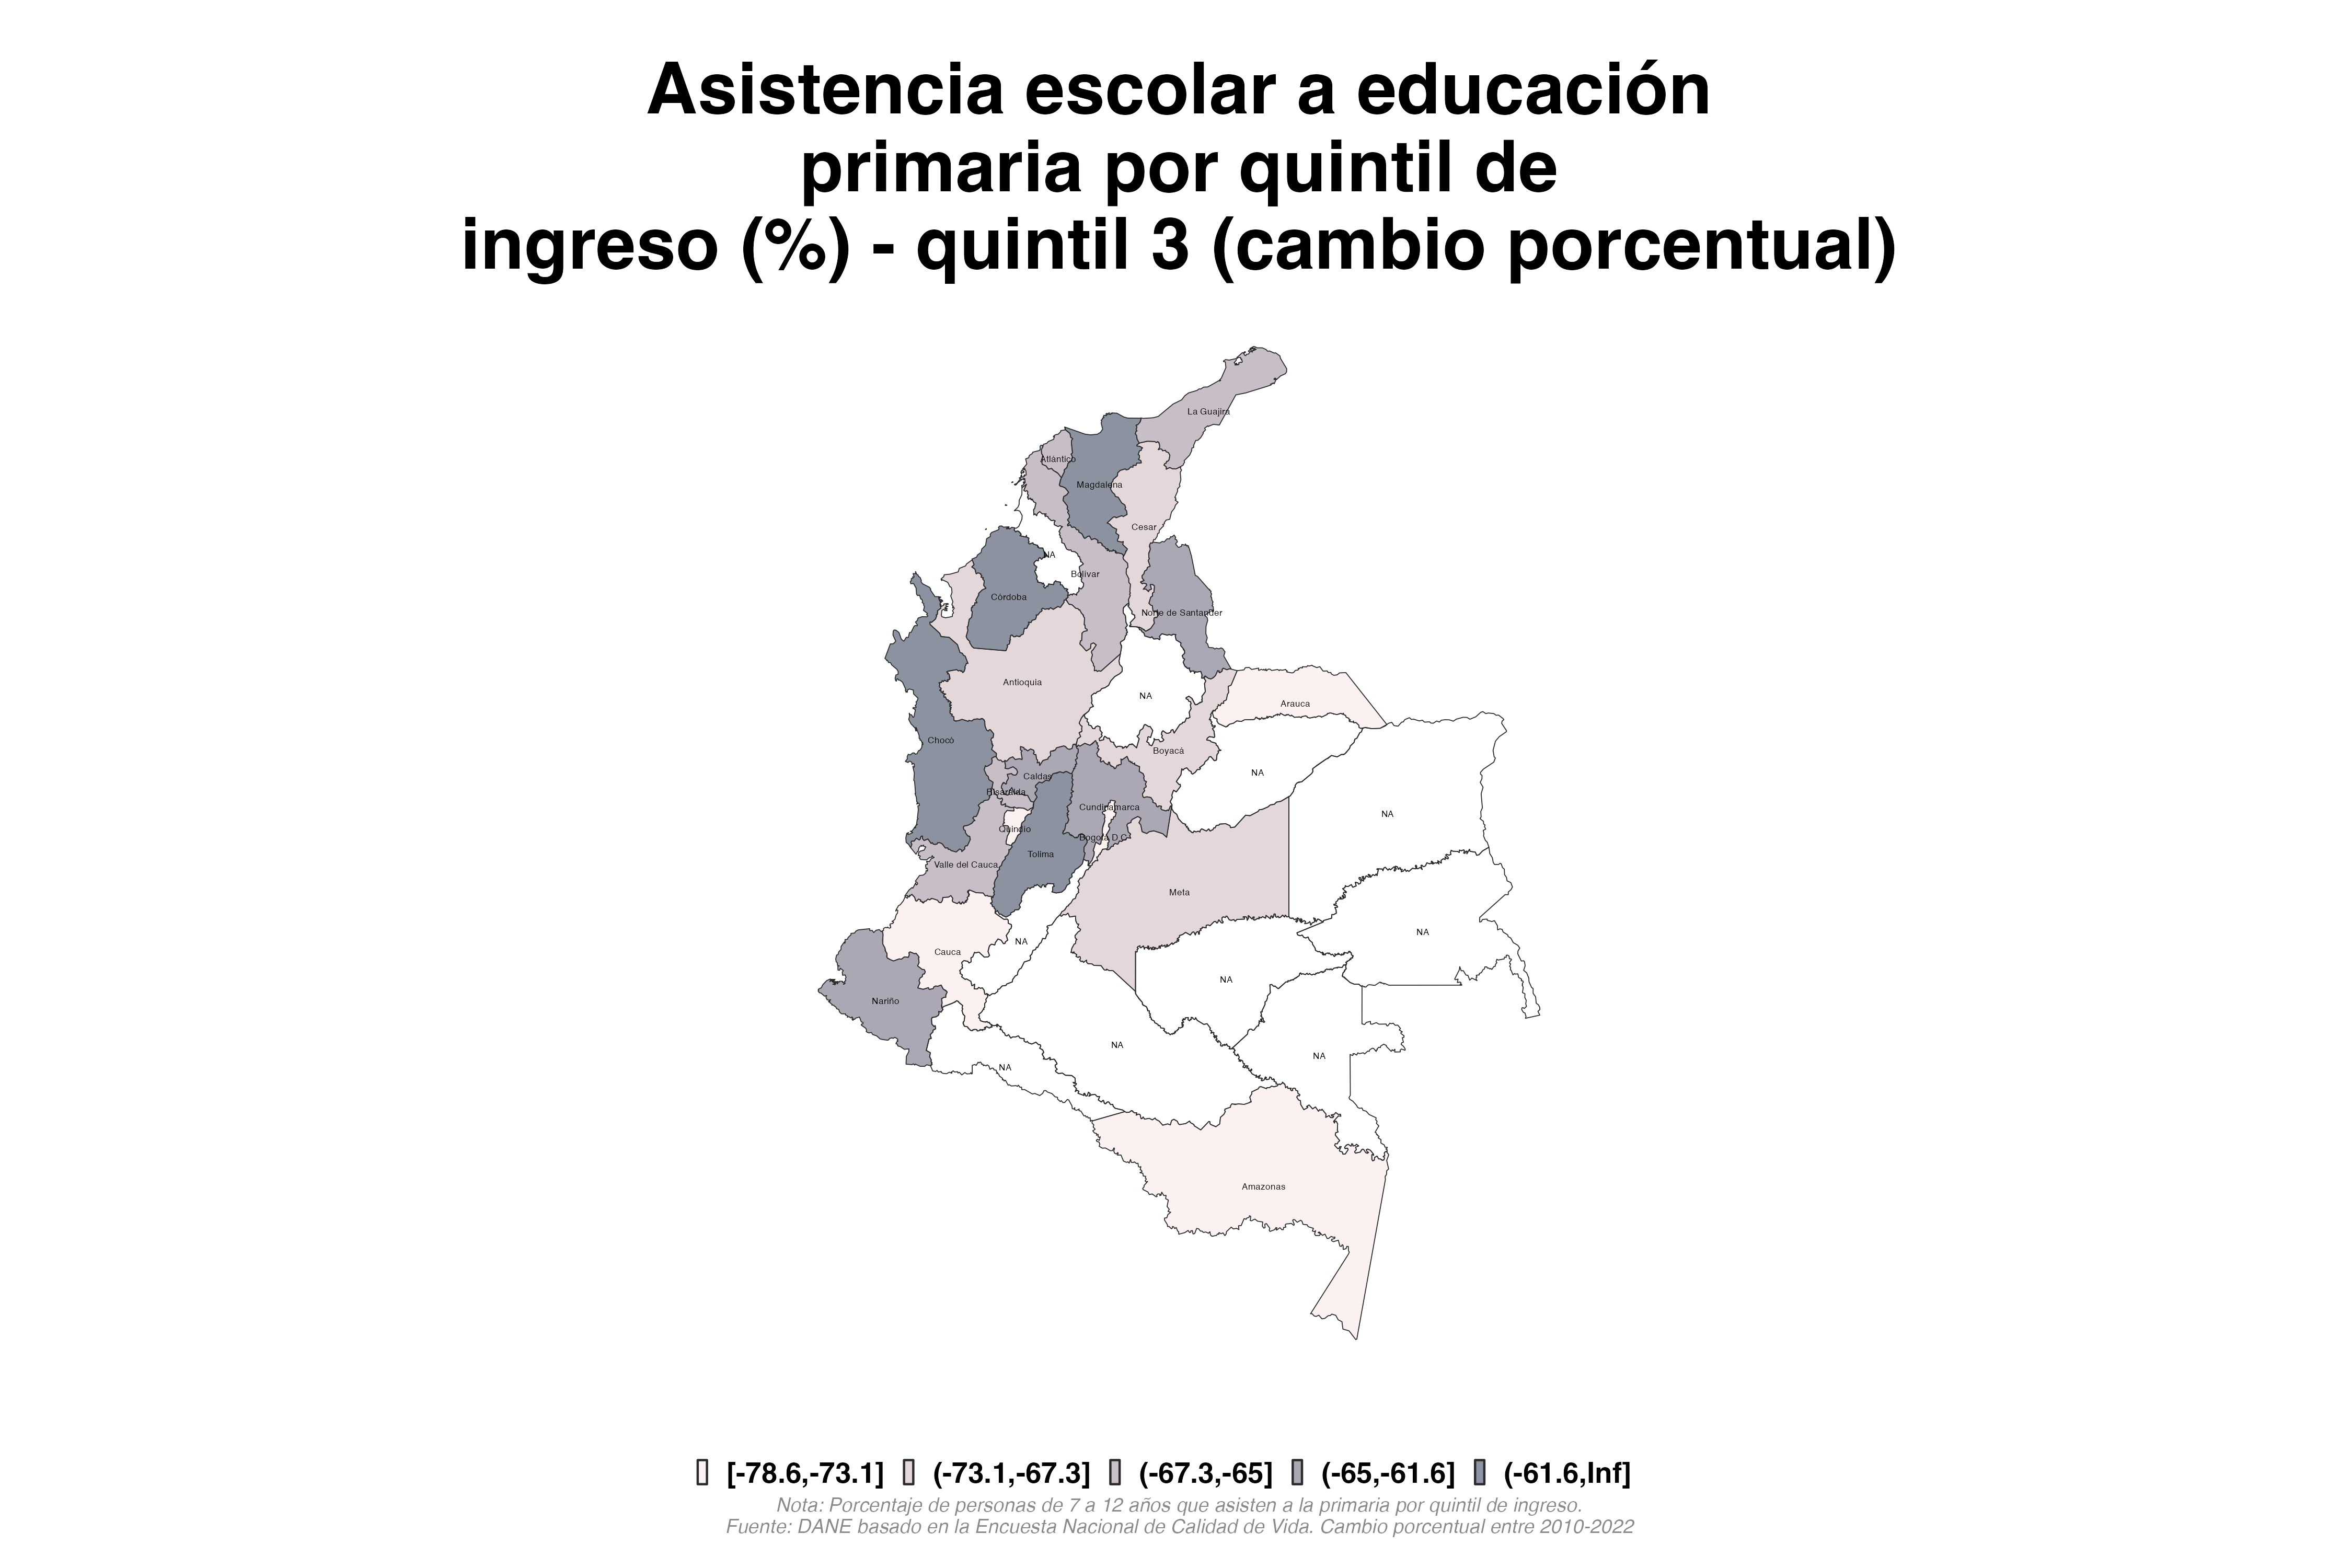 Asistencia escolar a educación
primaria por quintil de
ingreso (%) - quintil 3 (cambio porcentual)
La Guajira
Atlántico
Magdalena
Cesar
NA
Bolívar
Córdoba
Norte de Santander
Antioquia
NA
Arauca
Chocó
Boyacá
NA
Caldas
Risaralda
Cundinamarca
NA
Quindío
Bogotá D.C.
Tolima
Valle del Cauca
Meta
NA
NA
Cauca
NA
Nariño
NA
NA
NA
Amazonas
[-78.6,-73.1] (-73.1,-67.3] (-67.3,-65] (-65,-61.6] (-61.6,Inf]
Nota: Porcentaje de personas de 7 a 12 años que asisten a la primaria por quintil de ingreso.
Fuente: DANE basado en la Encuesta Nacional de Calidad de Vida. Cambio porcentual entre 2010-2022